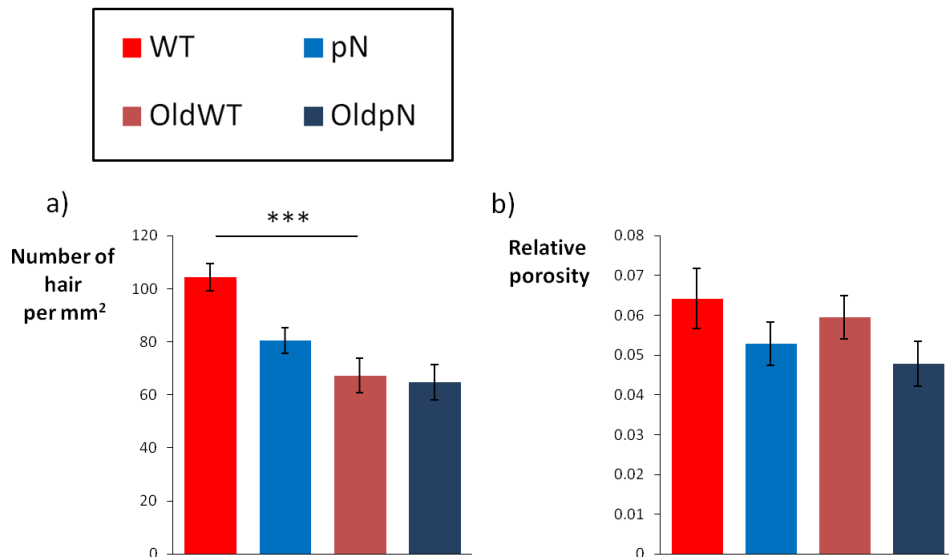 WT pN
OldWT OldpN
a)
***
Number of
hair
per mm²
120
100
80
60
40
20
0
b)
Relative
porosity
0.08
0.07
0.06
0.05
0.04
0.03
0.02
0.01
0